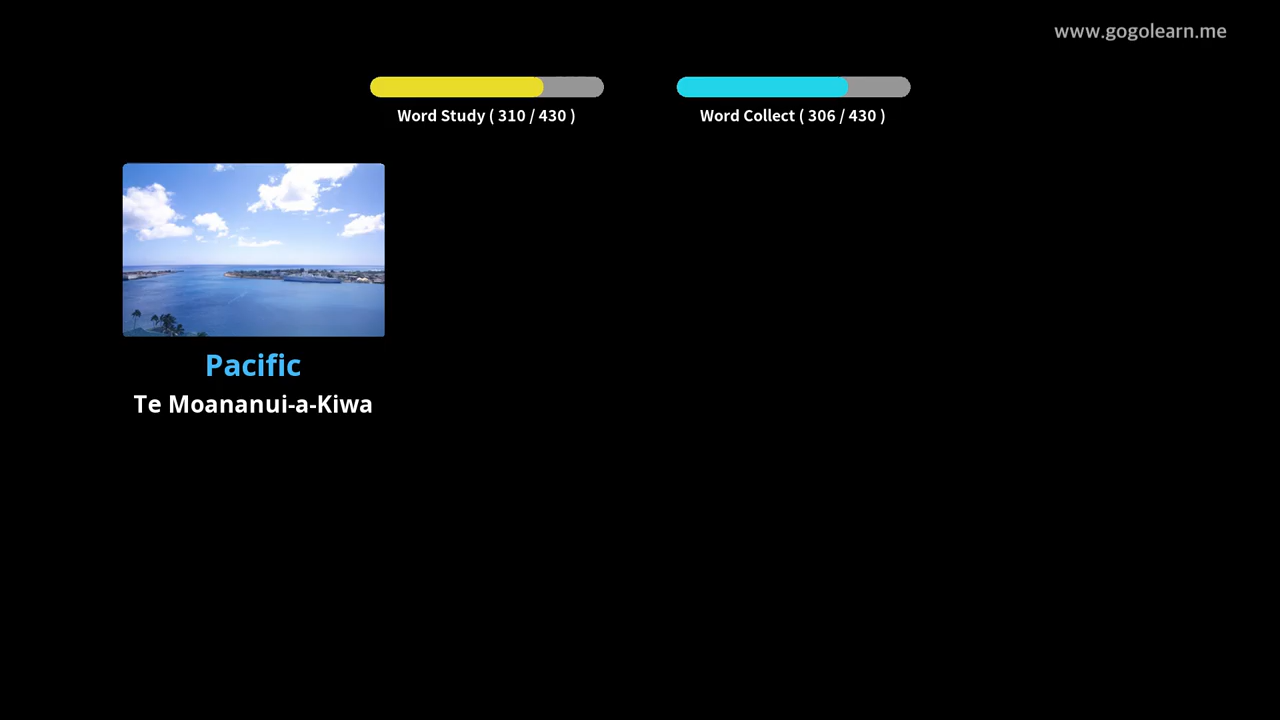 www.gogolearn.me
Word Study ( 310 / 430 )
Word Collect ( 306 / 430 )
Pacific
Te Moananui-a-Kiwa